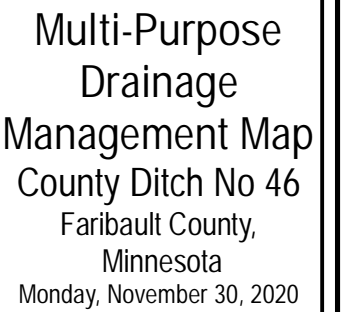 Multi-Purpose
Drainage
Management Map
County Ditch No 46
Faribault County,
Minnesota
Monday, November 30, 2020